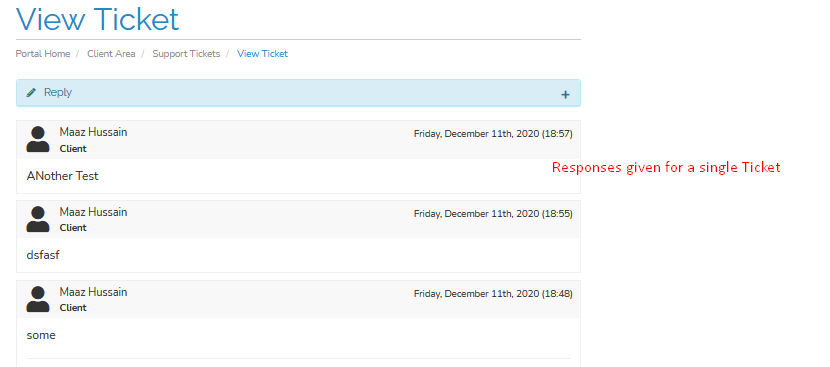 View Ticket
Portal Home / Client Area / Support Tickets / View Ticket
Reply +
Maaz Hussain
Client
Friday, December 11th, 2020 (18:57)
Responses given for a single Ticket
ANother Test
Maaz Hussain
Client
Friday, December 11th, 2020 (18:55)
dsfasf
Maaz Hussain
Client
Friday, December 11th, 2020 (18:48)
some